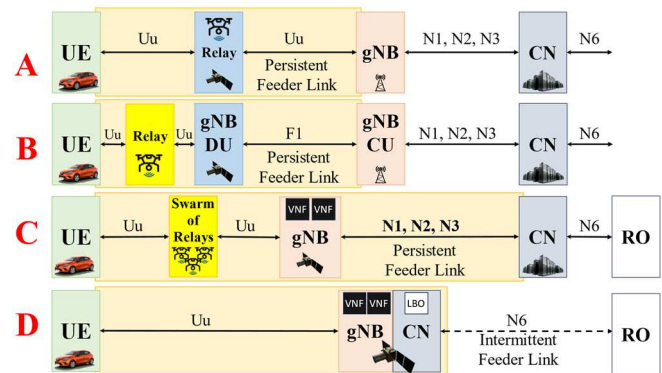 A
UE
Uu
Relay
Uu
Persistent
Feeder Link
gNB
N1, N2, N3
CN
N6
B
UE
Uu
Relay
Uu
gNB
DU
F1
Persistent
Feeder Link
gNB
CU
N1, N2, N3
CN
N6
C
UE
Uu
Swarm
of
Relays
Uu
VNF VNF
gNB
N1, N2, N3
Persistent
Feeder Link
CN
N6
RO
D
UE
Uu
VNF VNF
gNB
LBO
CN
N6
Intermittent
Feeder Link
RO